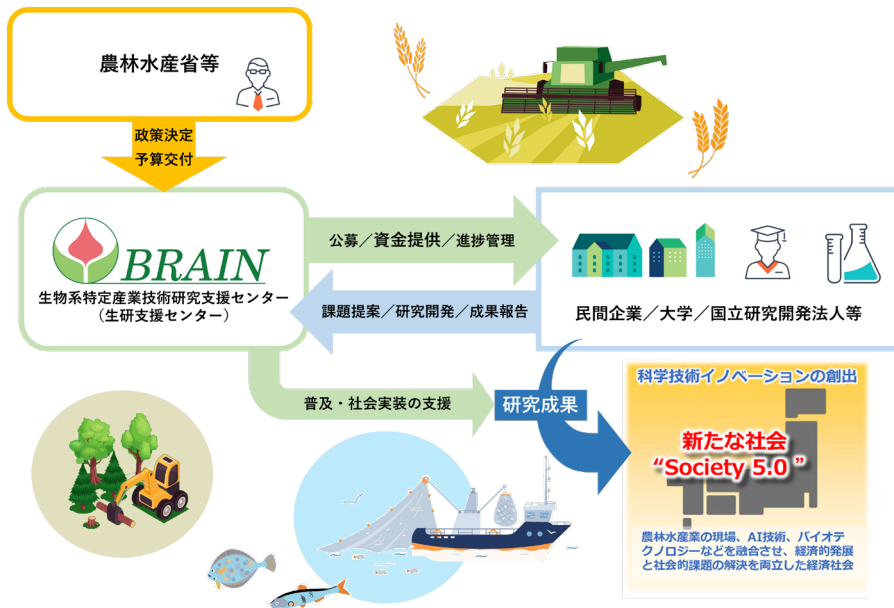 農林水産省等
政策決定
予算交付
BRAIN
生物系特定産業技術研究支援センター
（生研支援センター）
公募／資金提供／進捗管理
課題提案／研究開発／成果報告
民間企業／大学／国立研究開発法人等
普及・社会実装の支援
研究成果
科学技術イノベーションの創出
新たな社会
“Society 5.0 ”
農林水産業の現場、AI技術、バイオテ
クノロジーなどを融合させ、経済的発展
と社会的課題の解決を両立した経済社会